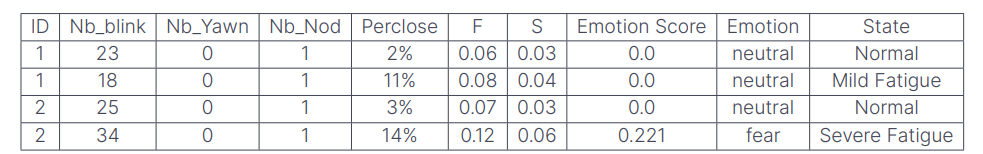 ID Nb_blink Nb_Yawn Nb_Nod Perclose F S Emotion Score Emotion State
1 23 0 1 2% 0.06 0.03 0.0 neutral Normal
1 18 0 1 11% 0.08 0.04 0.0 neutral Mild Fatigue
2 25 0 1 3% 0.07 0.03 0.0 neutral Normal
2 34 0 1 14% 0.12 0.06 0.221 fear Severe Fatigue